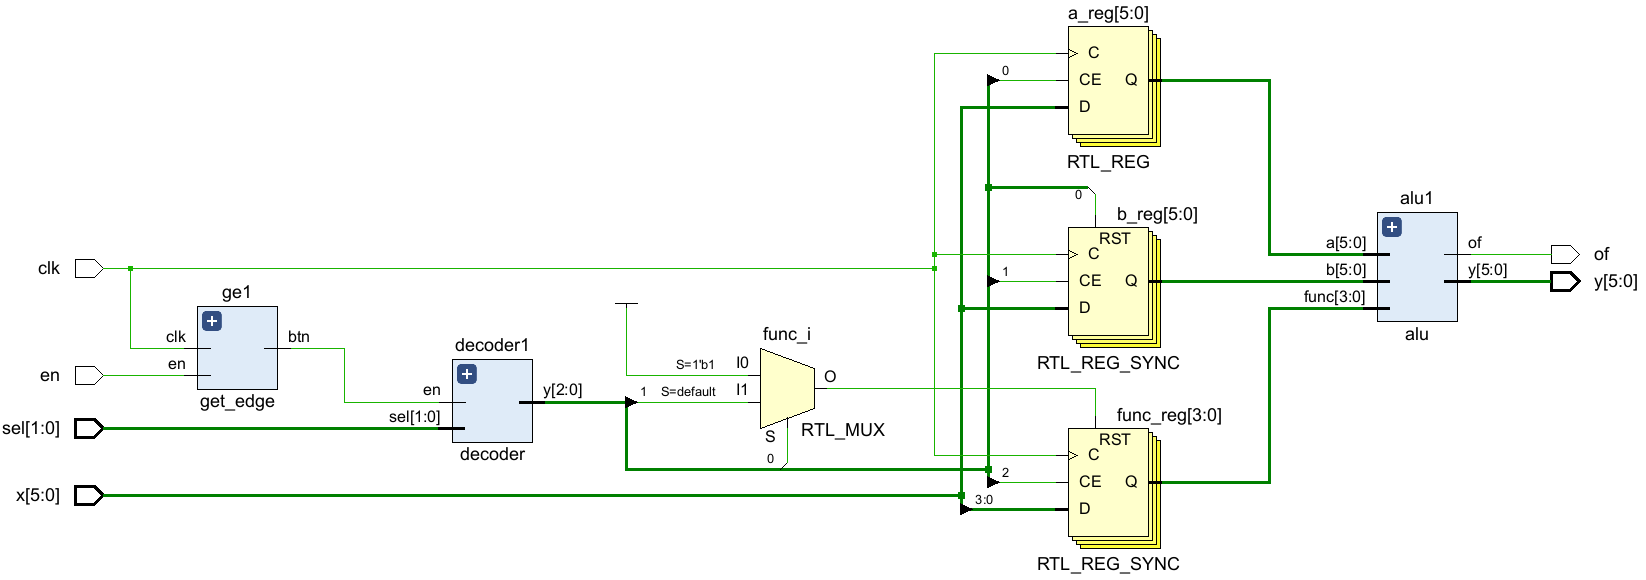 a_reg[5:0]
C
0
CE
Q
D
RTL_REG
0
b_reg[5:0]
RST
C
1
CE
Q
D
RTL_REG_SYNC
alu1
a[5:0]
of
of
b[5:0]
y[5:0]
y[5:0]
func[3:0]
alu
clk
ge1
clk
btn
en
en
get_edge
decoder1
en
y[2:0]
sel[1:0]
sel[1:0]
decoder
func_i
S=1'b1
I0
O
1
S=default
I1
S
RTL_MUX
0
func_reg[3:0]
RST
C
2
CE
Q
x[5:0]
3:0
D
RTL_REG_SYNC